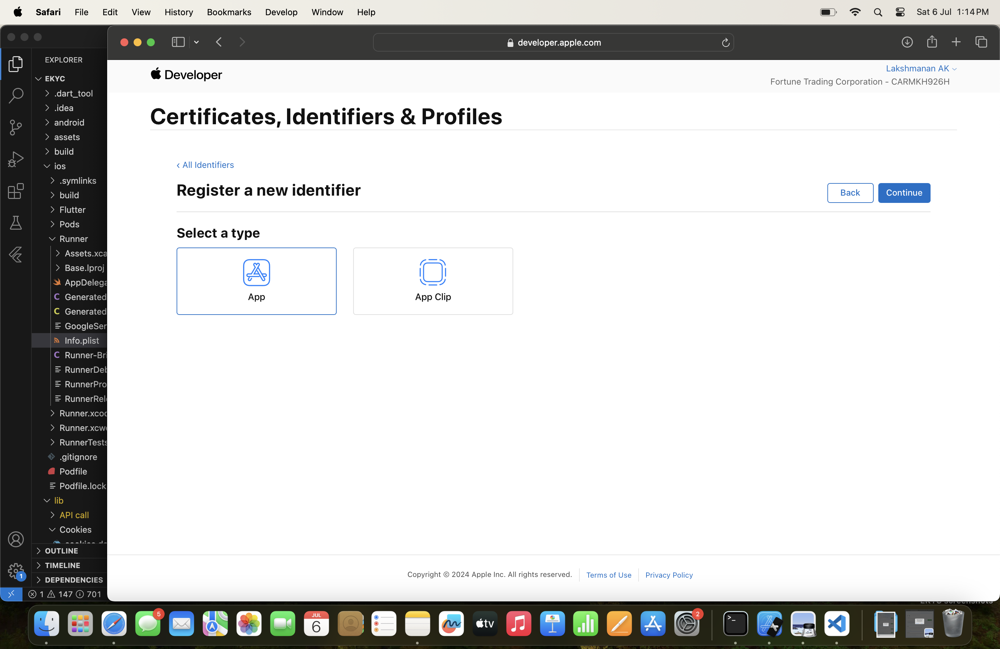 Safari File Edit View History Bookmarks Develop Window Help Sat 6 Jul 1:14 PM
developer.apple.com
EXPLORER
EKYC
.dart_tool
.idea
android
assets
build
ios
.symlinks
build
Flutter
Pods
Runner
Assets.xca
Base.lproj
AppDelega
Generated
Generated
GoogleSer
Info.plist
Runner-Bri
RunnerDeb
RunnerPro
RunnerRele
Runner.xcod
Runner.xcwo
RunnerTests
.gitignore
Podfile
Podfile.lock
lib
API call
Cookies
OUTLINE
TIMELINE
DEPENDENCIES
1
1 147 701
Developer
Lakshmanan AK
Fortune Trading Corporation - CARMKH926H
Certificates, Identifiers & Profiles
‹ All Identifiers
Register a new identifier
Back Continue
Select a type
App App Clip
Copyright © 2024 Apple Inc. All rights reserved. Terms of Use Privacy Policy
5
JUL
6
tv
2
>_